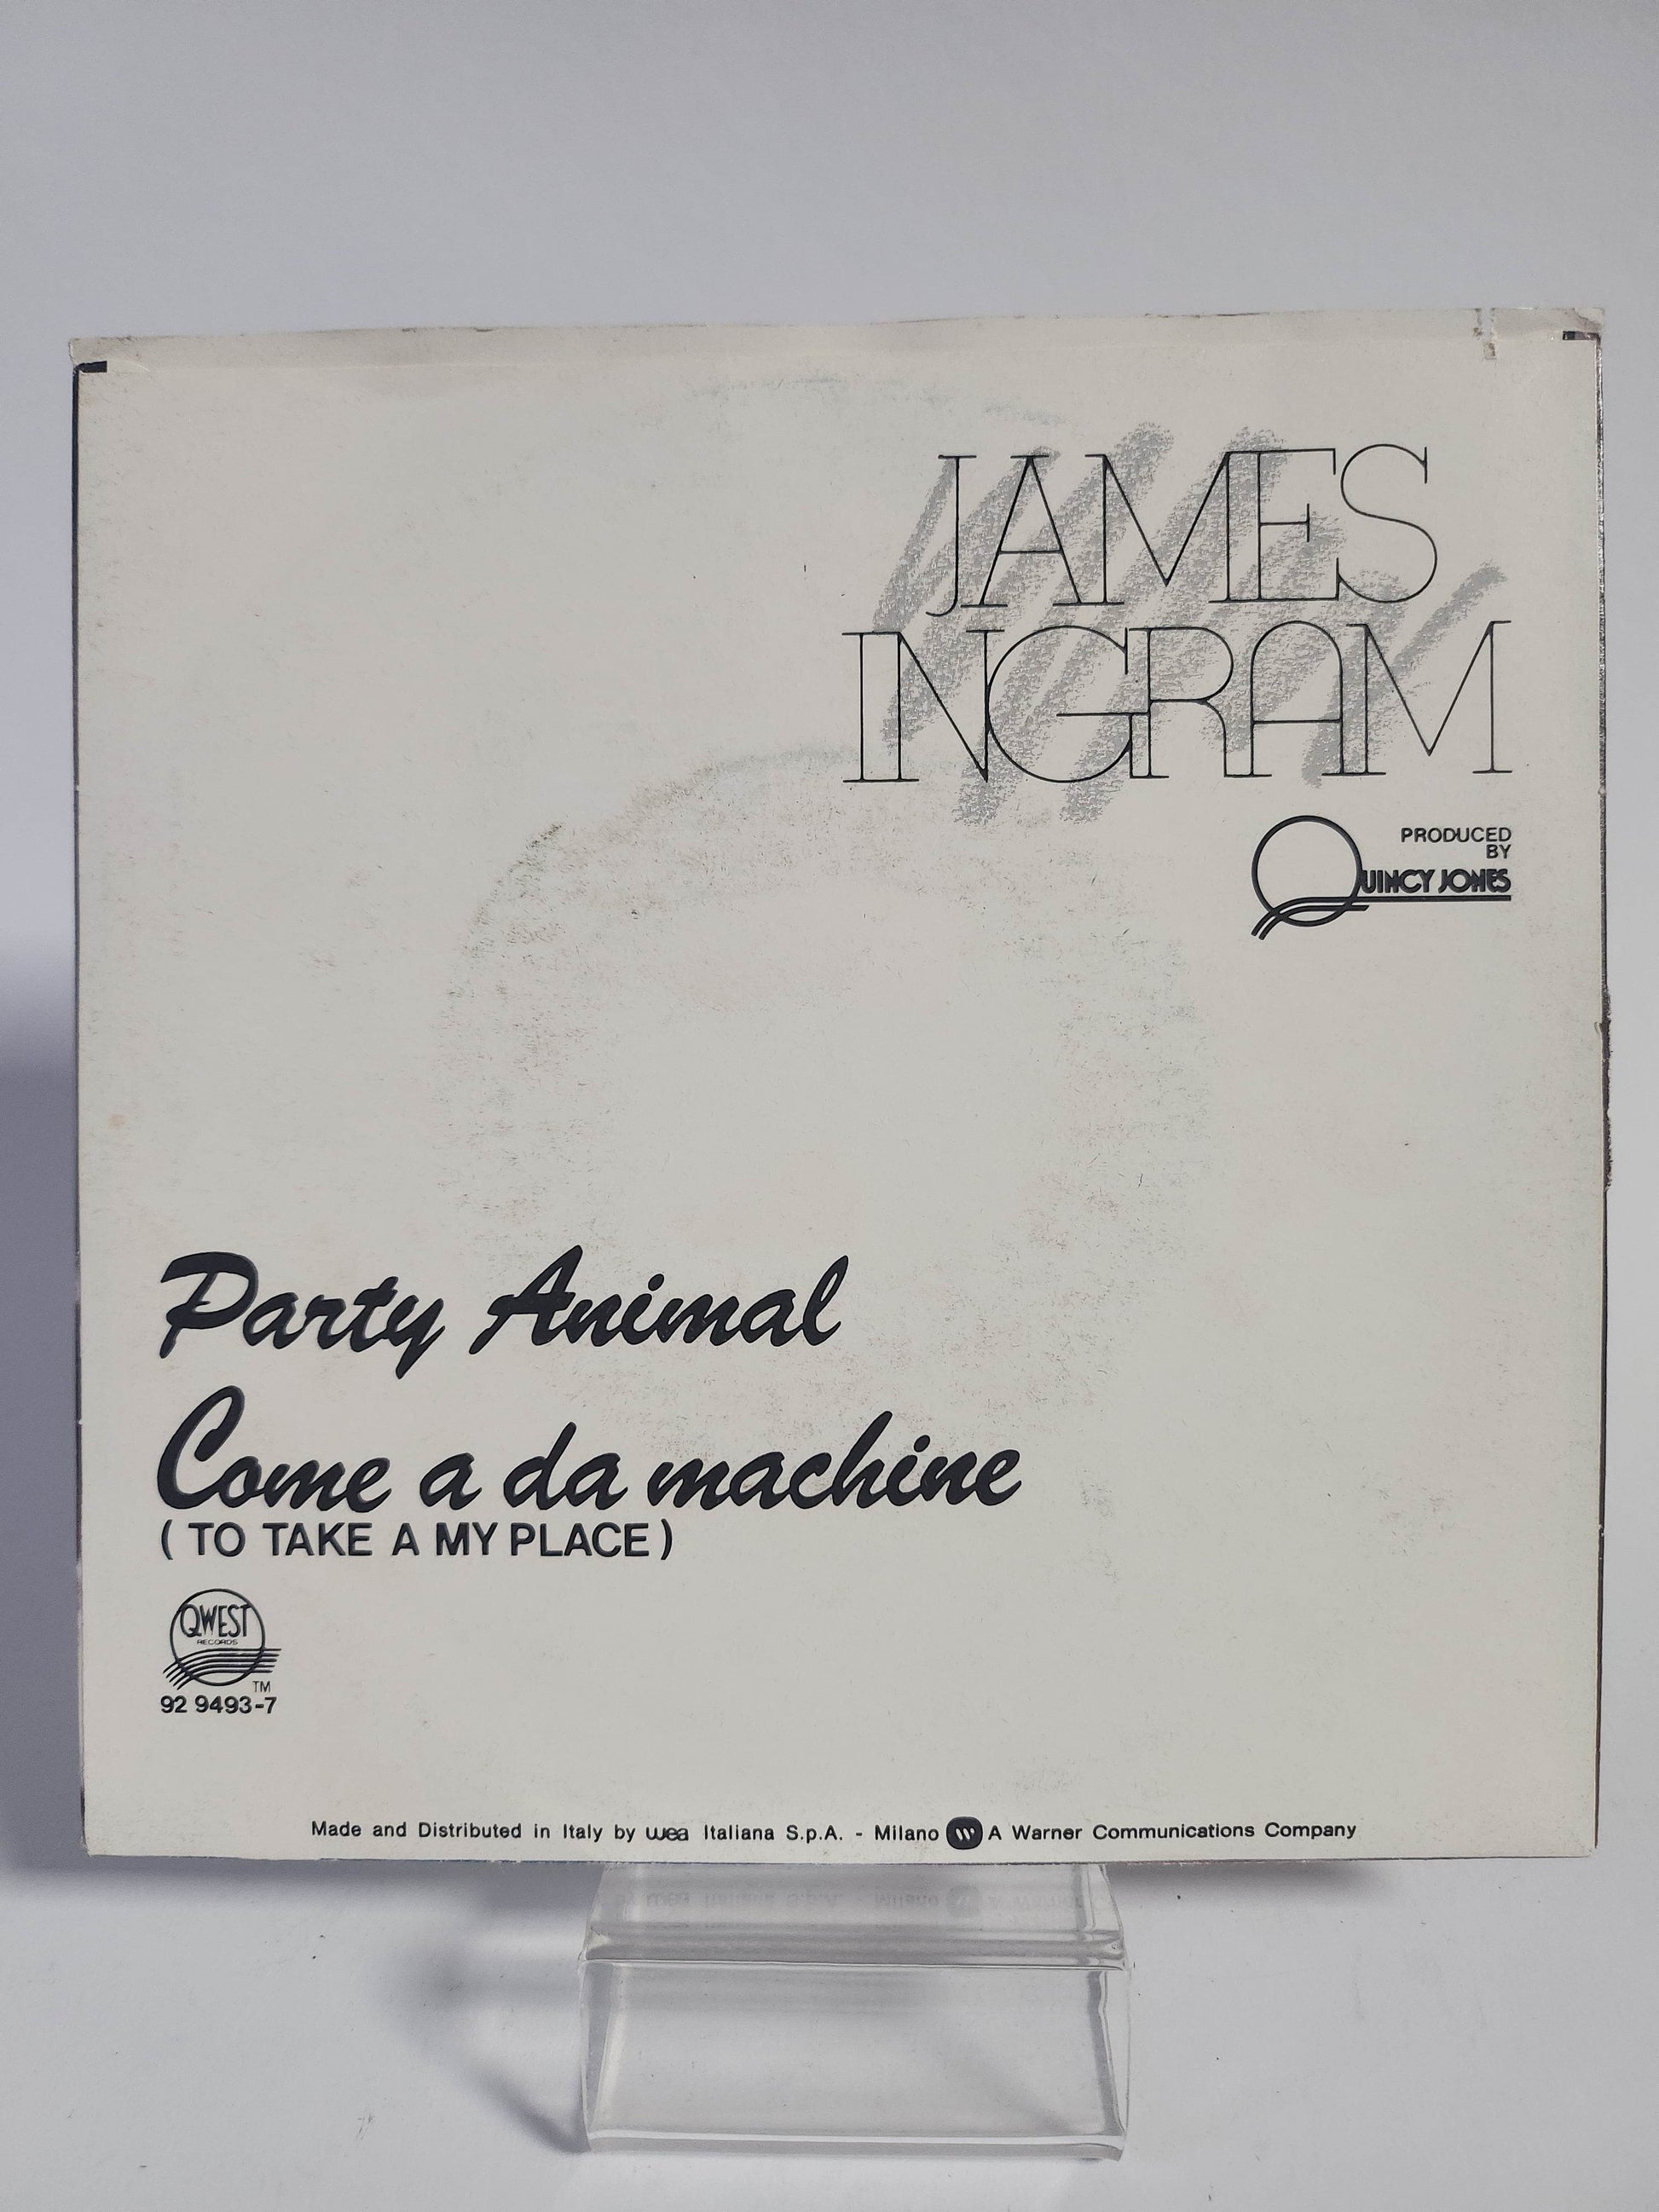 JAMES
INGRAM
PRODUCED
BY
QUINCY JONES
Party Animal
Come a da machine
( TO TAKE A MY PLACE )
QWEST
RECORDS
TM
92 9493-7
Made and Distributed in Italy by wea Italiana S.p.A. - Milano A Warner Communications Company